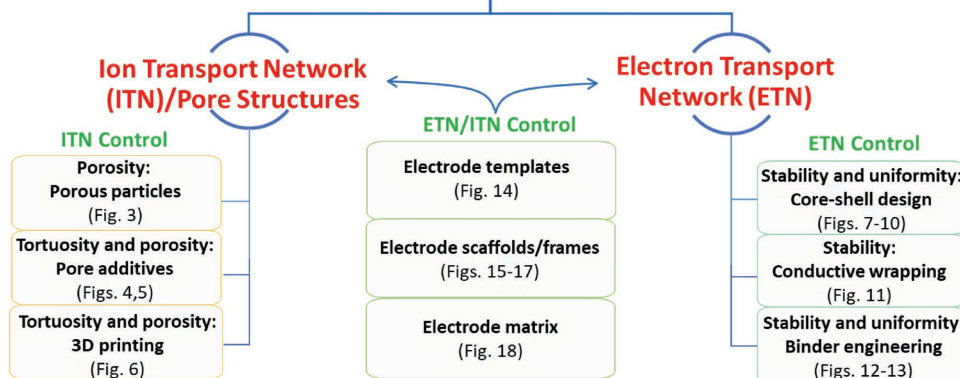 Ion Transport Network
(ITN)/Pore Structures
Electron Transport
Network (ETN)
ITN Control
Porosity:
Porous particles
(Fig. 3)
Tortuosity and porosity:
Pore additives
(Figs. 4,5)
Tortuosity and porosity:
3D printing
(Fig. 6)
ETN/ITN Control
Electrode templates
(Fig. 14)
Electrode scaffolds/frames
(Figs. 15-17)
Electrode matrix
(Fig. 18)
ETN Control
Stability and uniformity:
Core-shell design
(Figs. 7-10)
Stability:
Conductive wrapping
(Fig. 11)
Stability and uniformity
Binder engineering
(Figs. 12-13)